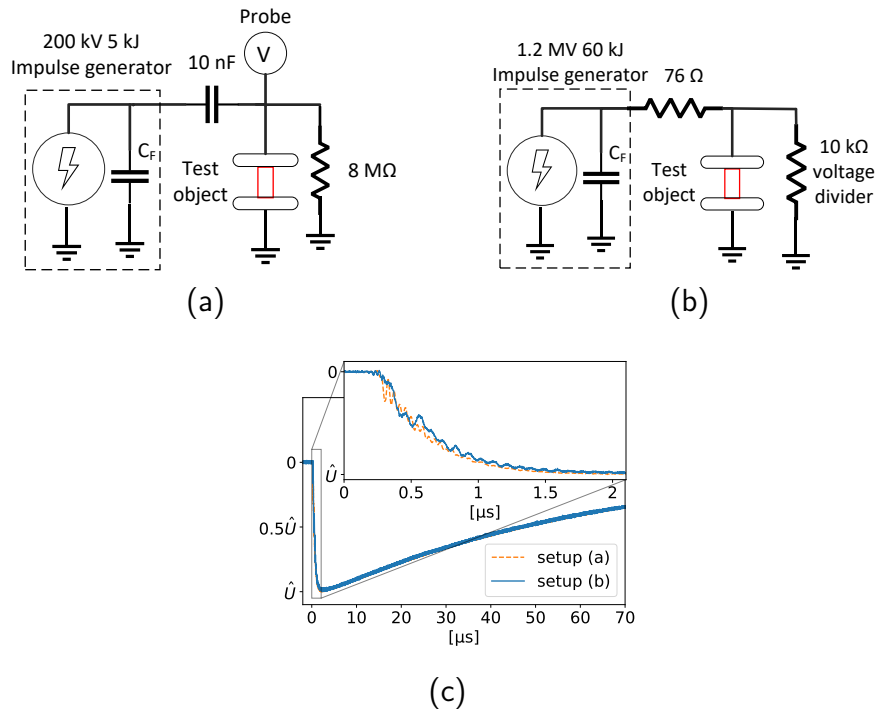 200 kV 5 kJ
Impulse generator
10 nF
Probe
V
C_F
Test
object
8 MΩ
(a)
1.2 MV 60 kJ
Impulse generator
76 Ω
C_F
Test
object
10 kΩ
voltage
divider
(b)
0
Û
0 0.5 1 1.5 2
[μs]
0
0.5Û
Û
setup (a)
setup (b)
0 10 20 30 40 50 60 70
[μs]
(c)